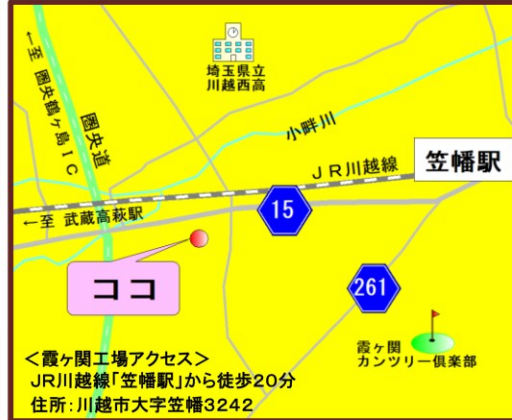 埼玉県立
川越西高
←至 圏央鶴ヶ島IC
圏央道
小畔川
JR川越線
笠幡駅
←至 武蔵高萩駅
15
ココ
261
霞ヶ関
カンツリー倶楽部
＜霞ヶ関工場アクセス＞
JR川越線「笠幡駅」から徒歩20分
住所:川越市大字笠幡3242